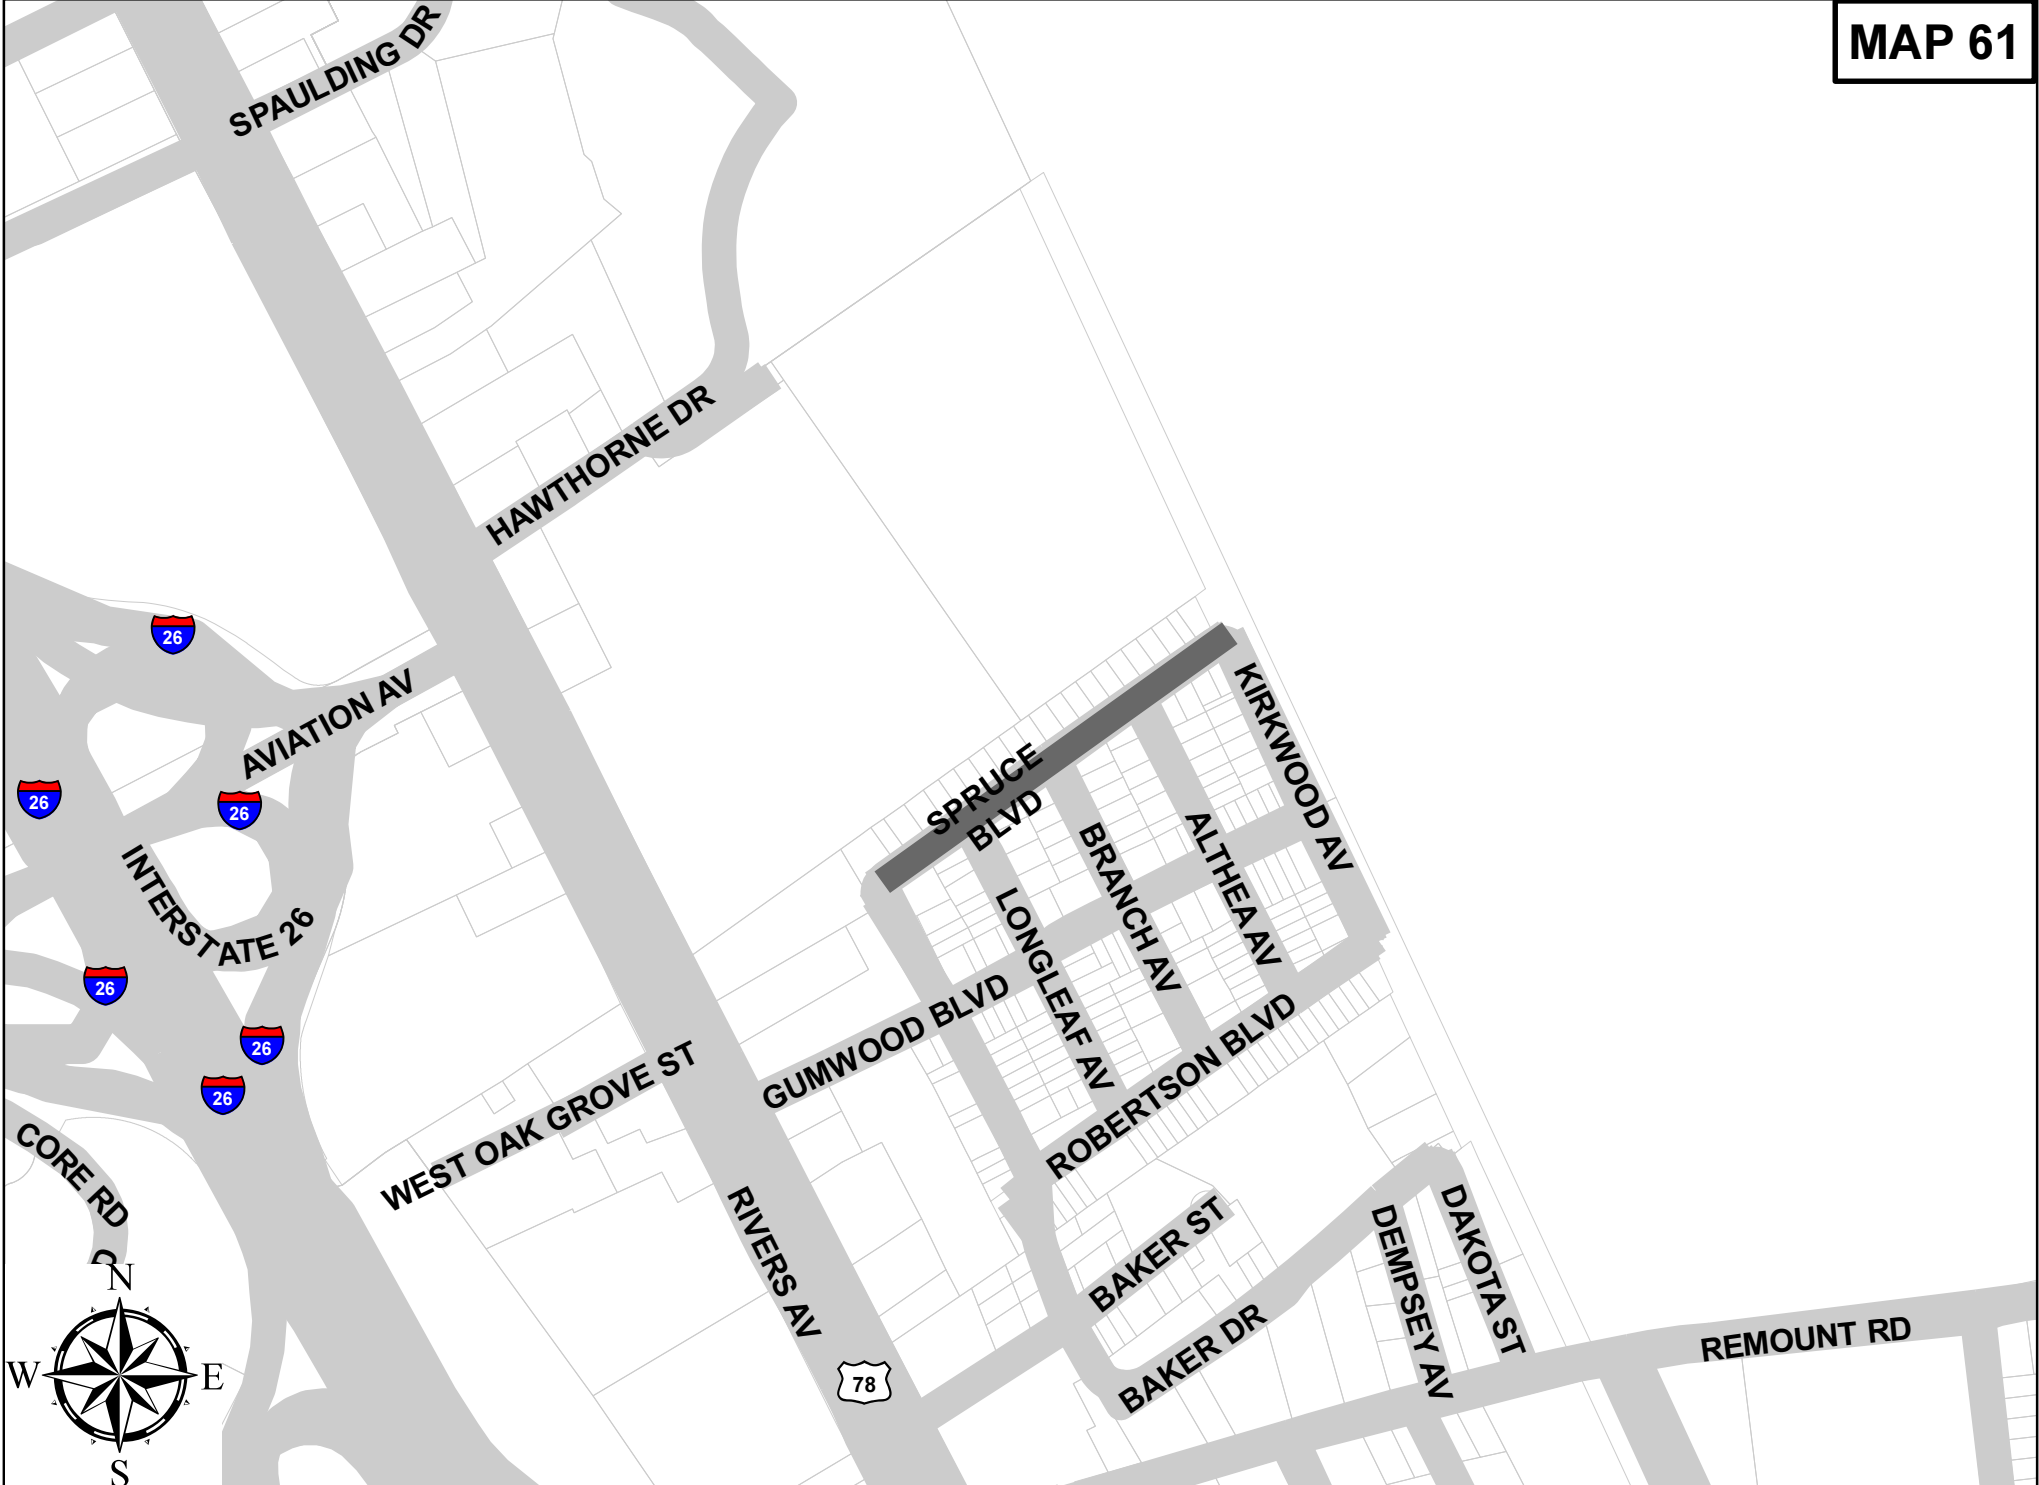 MAP 61
SPAULDING DR
HAWTHORNE DR
26
AVIATION AV
26
26
SPRUCE
BLVD
KIRKWOOD AV
ALTHEA AV
BRANCH AV
LONGLEAF AV
INTERSTATE 26
26
26
26
GUMWOOD BLVD
ROBERTSON BLVD
WEST OAK GROVE ST
CORE RD
D
RIVERS AV
BAKER ST
BAKER DR
DEMPSEY AV
DAKOTA ST
REMOUNT RD
78
N
W
E
S